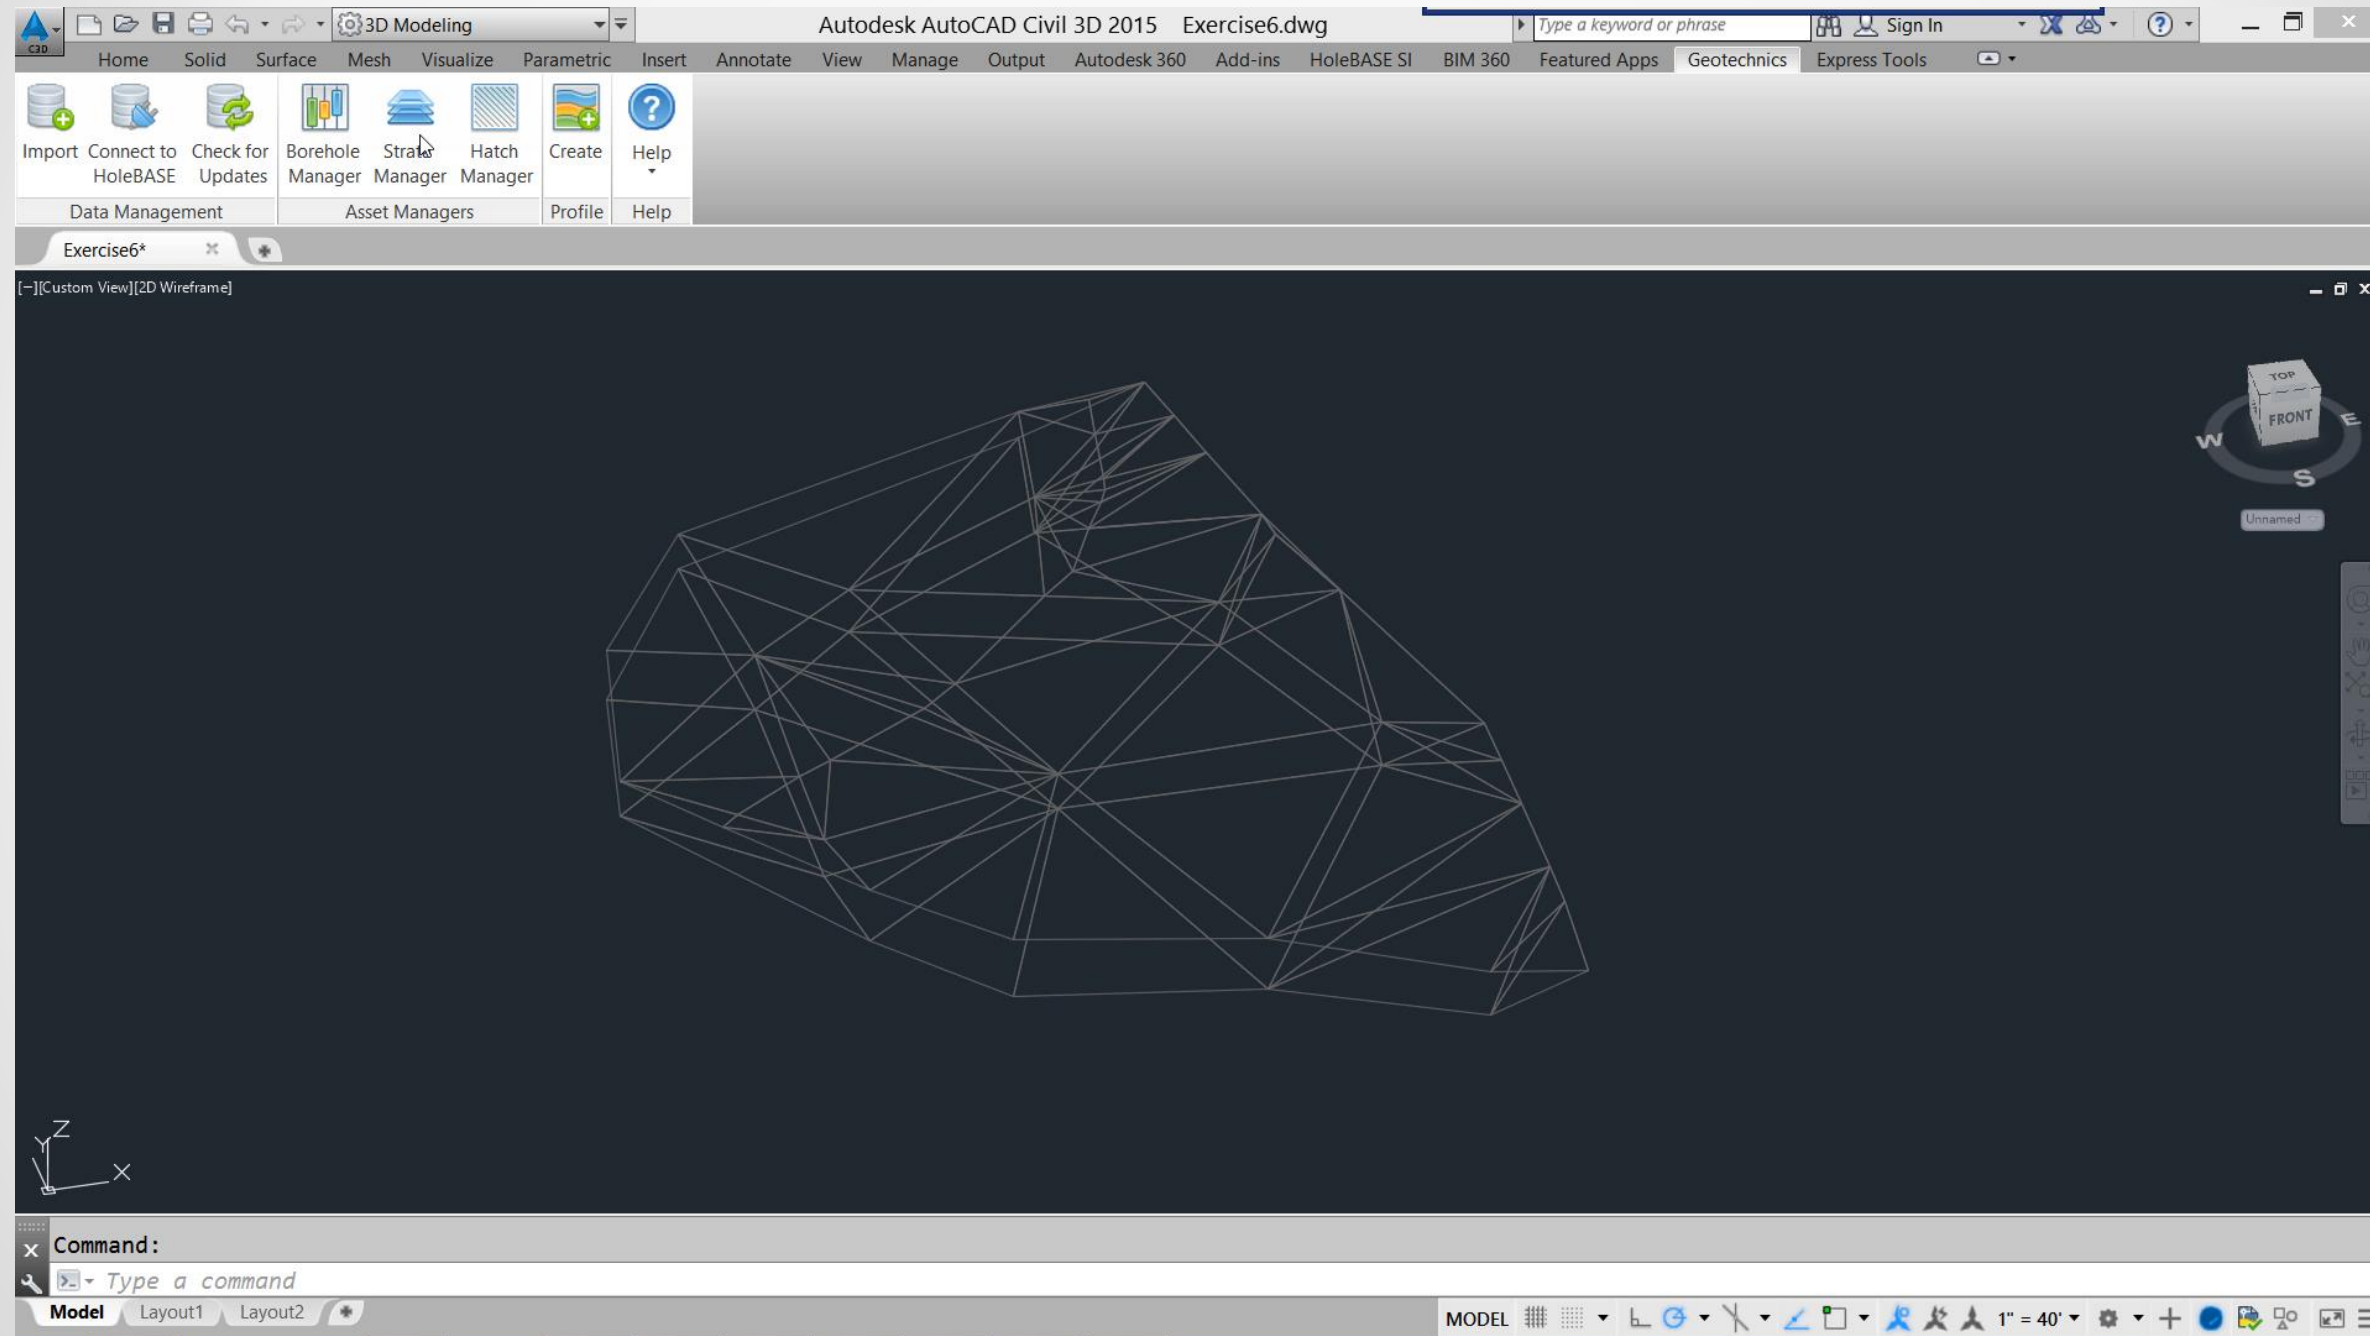 3D Modeling
Autodesk AutoCAD Civil 3D 2015 Exercise6.dwg
Type a keyword or phrase
Sign In
C3D
Home Solid Surface Mesh Visualize Parametric Insert Annotate View Manage Output Autodesk 360 Add-ins HoleBASE SI BIM 360 Featured Apps Geotechnics Express Tools
Import
Connect to
HoleBASE
Check for
Updates
Borehole
Manager
Strata
Manager
Hatch
Manager
Create
Help
Data Management
Asset Managers
Profile
Help
Exercise6*
[−][Custom View][2D Wireframe]
TOP
FRONT
W
E
S
Unnamed
Z
Y
X
Command:
Type a command
Model Layout1 Layout2
MODEL
1" = 40'